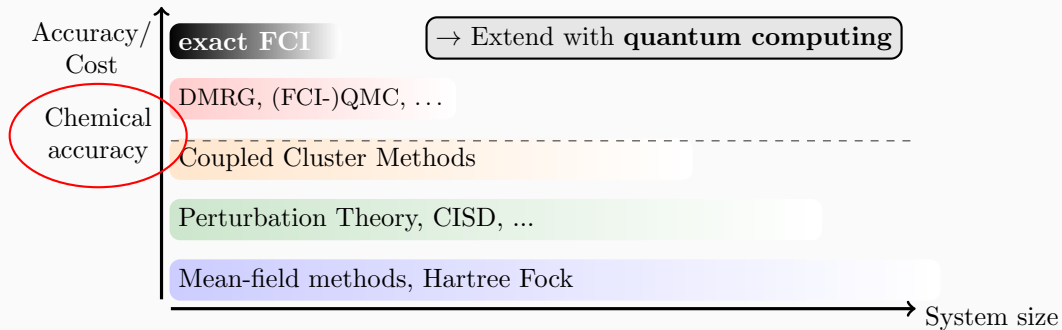 Accuracy/
Cost
exact FCI
→ Extend with quantum computing
DMRG, (FCI-)QMC, ...
Chemical
accuracy
Coupled Cluster Methods
Perturbation Theory, CISD, ...
Mean-field methods, Hartree Fock
System size